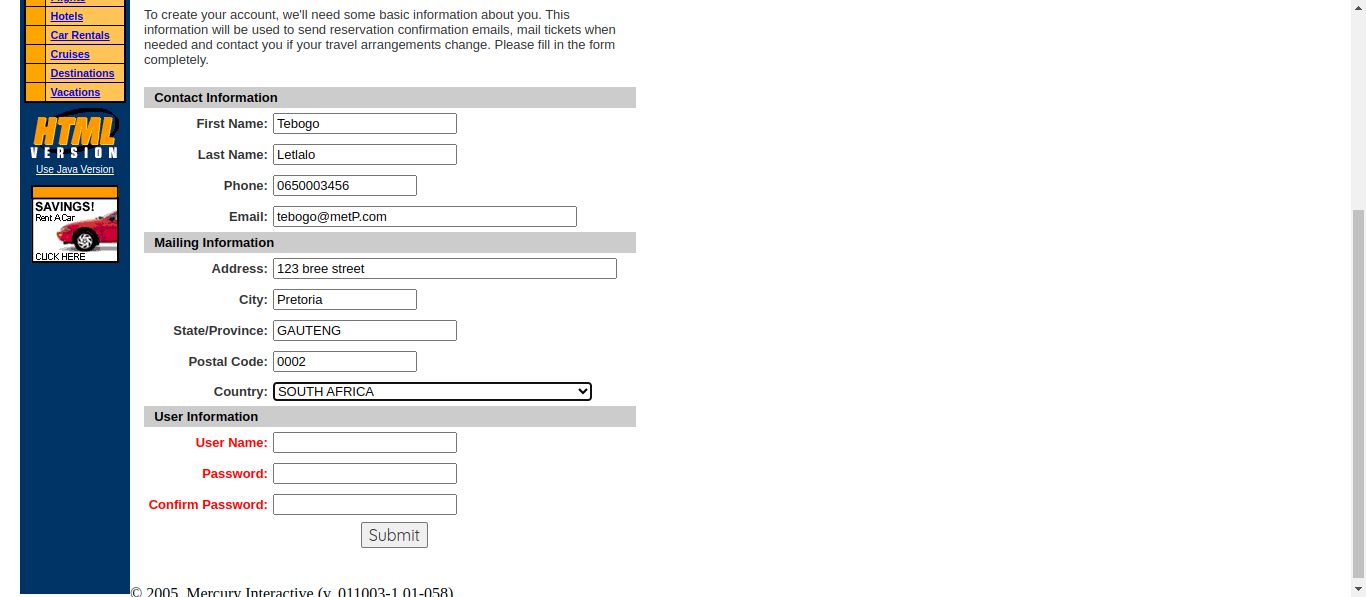 Hotels
Car Rentals
Cruises
Destinations
Vacations
HTML
VERSION
Use Java Version
SAVINGS!
Rent A Car
CLICK HERE
To create your account, we'll need some basic information about you. This
information will be used to send reservation confirmation emails, mail tickets when
needed and contact you if your travel arrangements change. Please fill in the form
completely.
Contact Information
First Name: Tebogo
Last Name: Letlalo
Phone: 0650003456
Email: tebogo@metP.com
Mailing Information
Address: 123 bree street
City: Pretoria
State/Province: GAUTENG
Postal Code: 0002
Country: SOUTH AFRICA
User Information
User Name:
Password:
Confirm Password:
Submit
© 2005, Mercury Interactive (v. 011003-1.01-058)